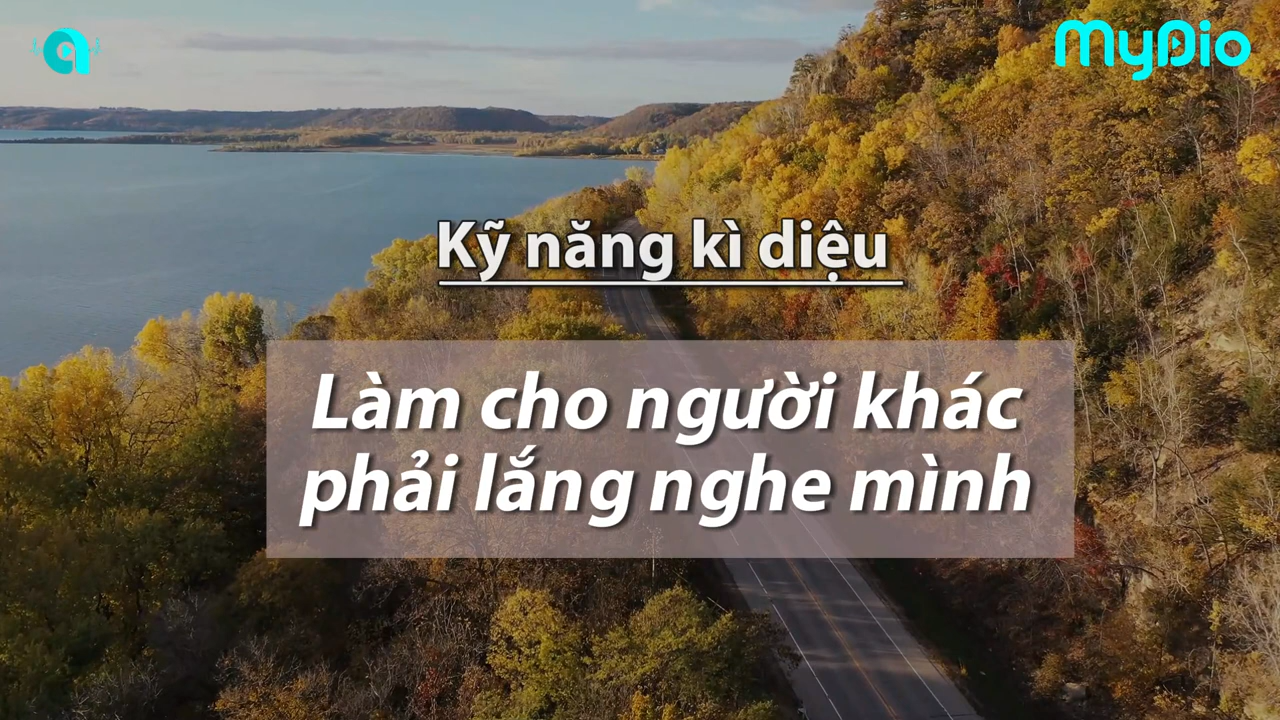 MyDio
Kỹ năng kì diệu
Làm cho người khác
phải lắng nghe mình